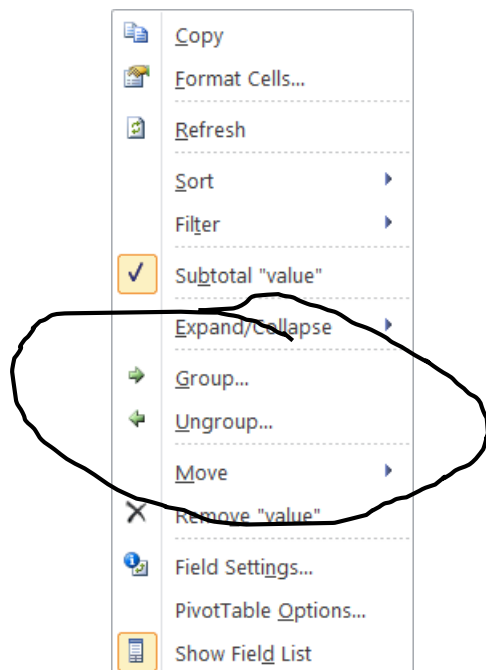 Copy
Format Cells...
Refresh
Sort
Filter
Subtotal "value"
Expand/Collapse
Group...
Ungroup...
Move
Remove "value"
Field Settings...
PivotTable Options...
Show Field List